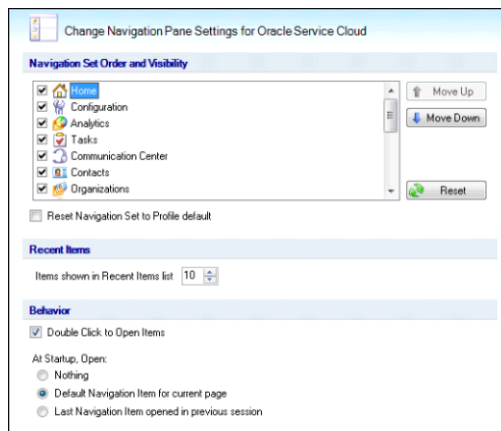 Change Navigation Pane Settings for Oracle Service Cloud
Navigation Set Order and Visibility
Home
Configuration
Analytics
Tasks
Communication Center
Contacts
Organizations
Move Up
Move Down
Reset
Reset Navigation Set to Profile default
Recent Items
Items shown in Recent Items list 10
Behavior
Double Click to Open Items
At Startup, Open:
Nothing
Default Navigation Item for current page
Last Navigation Item opened in previous session